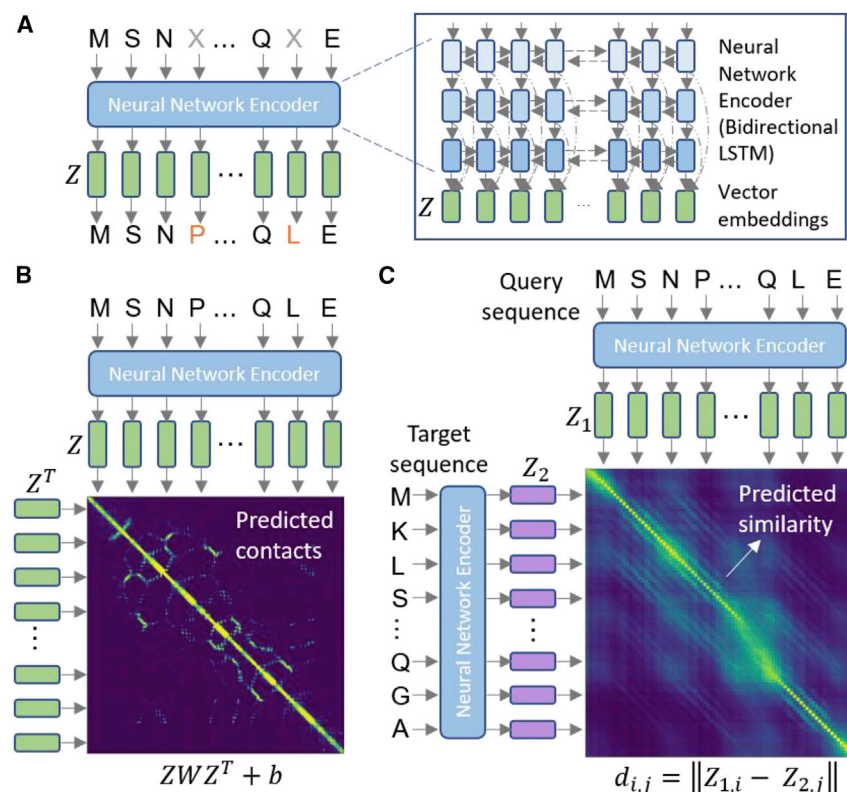 A
M S N X ... Q X E
Neural Network Encoder
Z
M S N P ... Q L E
Neural
Network
Encoder
(Bidirectional
LSTM)
Z
...
Vector
embeddings
B
M S N P ... Q L E
Neural Network Encoder
Z
...
Z^T
Predicted
contacts
ZWZ^T + b
C
Query
sequence
M S N P ... Q L E
Neural Network Encoder
Z_1
...
Target
sequence
Z_2
M
K
L
S
⋮
Q
G
A
Neural Network Encoder
Predicted
similarity
d_{i,j} = ||Z_{1,i} − Z_{2,j}||